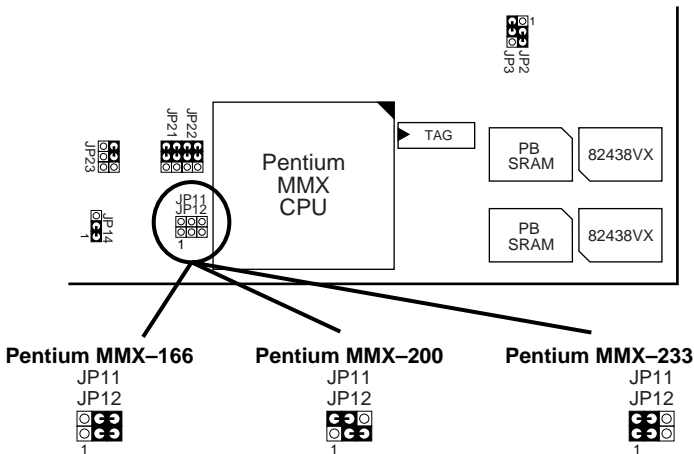 1
JP3
JP2
JP21
JP22
TAG
PB
SRAM
82438VX
JP23
Pentium
MMX
CPU
JP11
JP12
1
JP14
1
PB
SRAM
82438VX
Pentium MMX–166
JP11
JP12
1
Pentium MMX–200
JP11
JP12
1
Pentium MMX–233
JP11
JP12
1